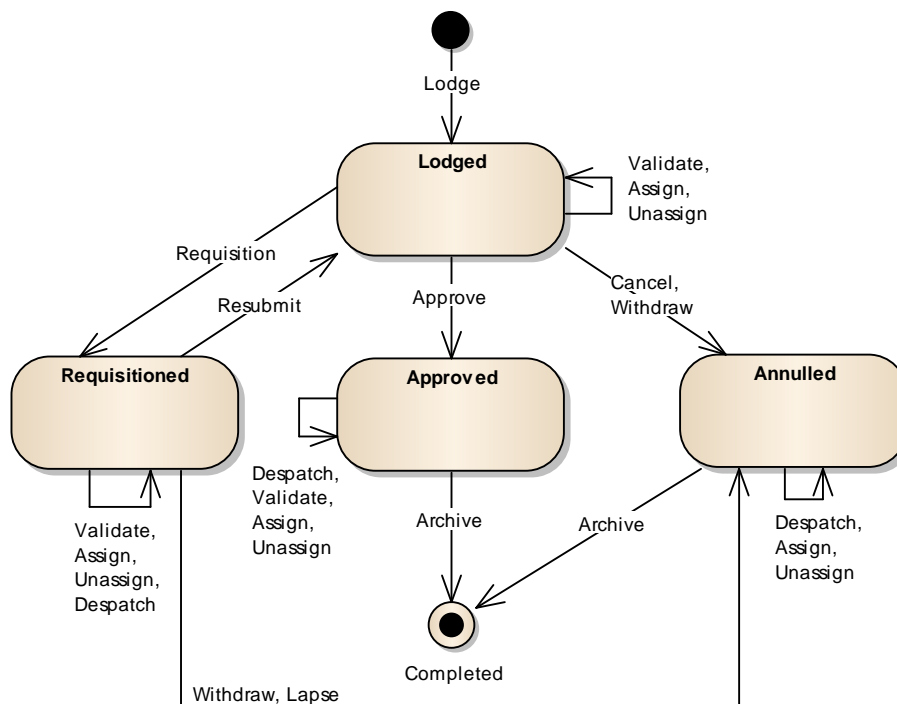 Lodge
Lodged
Validate,
Assign,
Unassign
Requisition
Resubmit
Approve
Cancel,
Withdraw
Requisitioned
Approved
Annulled
Validate,
Assign,
Unassign,
Despatch
Despatch,
Validate,
Assign,
Unassign
Archive
Archive
Despatch,
Assign,
Unassign
Completed
Withdraw, Lapse